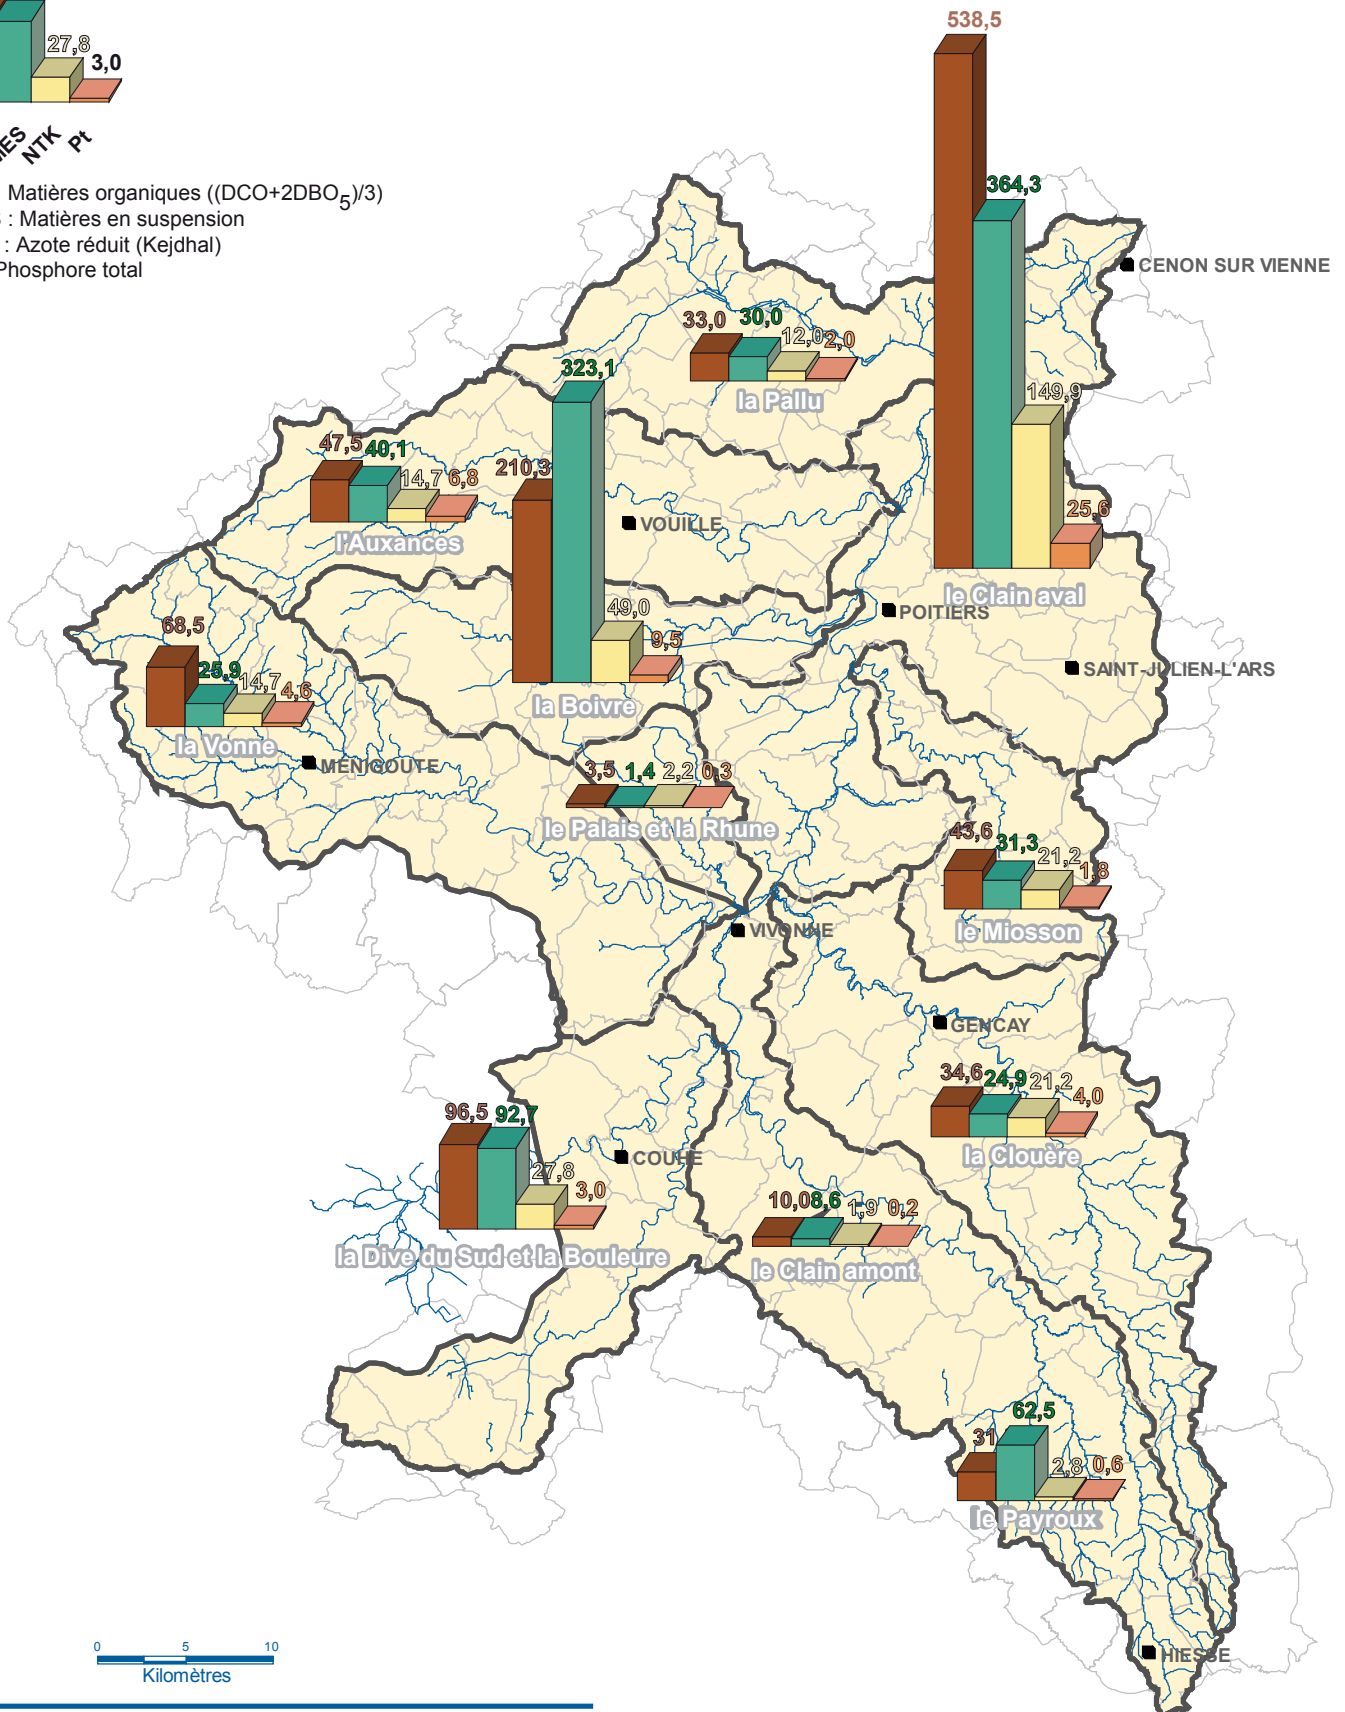 538,5
27,8
3,0
NTK
Pt
Matières organiques ((DCO+2DBO5)/3)
: Matières en suspension
: Azote réduit (Kejdhal)
Phosphore total
364,3
CENON SUR VIENNE
33,0 30,0 12,0 2,0
la Pallu
323,1
149,9
47,5 40,1 14,7 6,8
l'Auxances
210,3
VOUILLE
25,6
le Clain aval
POITIERS
49,0
9,5
la Boivre
68,5 25,9 14,7 4,6
la Vonne
SAINT-JULIEN-L'ARS
MENIGOUTE
3,5 1,4 2,2 0,3
le Palais et la Rhune
43,6 31,3 21,2 1,8
le Miosson
VIVONNE
GENCAY
34,6 24,9 21,2 4,0
la Clouère
96,5 92,7 27,8 3,0
COUHE
la Dive du Sud et la Bouleure
10,0 8,6 1,9 0,2
le Clain amont
62,5
31 2,8 0,6
le Payroux
HIESSE
0 5 10
Kilomètres